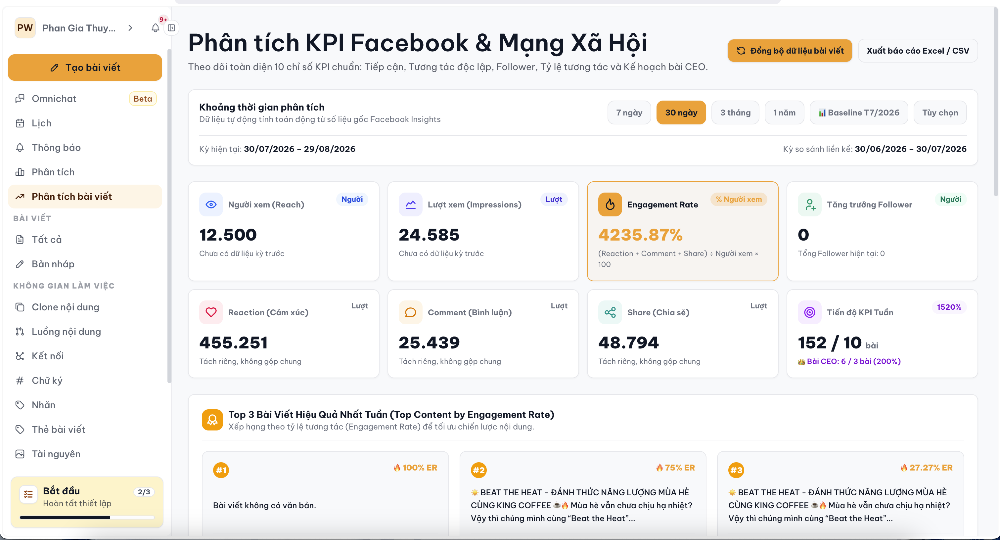 PW
Phan Gia Thuy...
9+
Tạo bài viết
Omnichat
Beta
Lịch
Thông báo
Phân tích
Phân tích bài viết
BÀI VIẾT
Tất cả
Bản nháp
KHÔNG GIAN LÀM VIỆC
Clone nội dung
Luồng nội dung
Kết nối
Chữ ký
Nhãn
Thẻ bài viết
Tài nguyên
Bắt đầu
2/3
Hoàn tất thiết lập
Phân tích KPI Facebook & Mạng Xã Hội
Theo dõi toàn diện 10 chỉ số KPI chuẩn: Tiếp cận, Tương tác độc lập, Follower, Tỷ lệ tương tác và Kế hoạch bài CEO.
Đồng bộ dữ liệu bài viết
Xuất báo cáo Excel / CSV
Khoảng thời gian phân tích
Dữ liệu tự động tính toán động từ số liệu gốc Facebook Insights
7 ngày
30 ngày
3 tháng
1 năm
📊 Baseline T7/2026
Tùy chọn
Kỳ hiện tại: 30/07/2026 – 29/08/2026
Kỳ so sánh liền kề: 30/06/2026 – 30/07/2026
Người xem (Reach)
Người
12.500
Chưa có dữ liệu kỳ trước
Lượt xem (Impressions)
Lượt
24.585
Chưa có dữ liệu kỳ trước
Engagement Rate
% Người xem
4235.87%
(Reaction + Comment + Share) ÷ Người xem ×
100
Tăng trưởng Follower
Người
0
Tổng Follower hiện tại: 0
Reaction (Cảm xúc)
Lượt
455.251
Tách riêng, không gộp chung
Comment (Bình luận)
Lượt
25.439
Tách riêng, không gộp chung
Share (Chia sẻ)
Lượt
48.794
Tách riêng, không gộp chung
Tiến độ KPI Tuần
1520%
152 / 10 bài
👑 Bài CEO: 6 / 3 bài (200%)
Top 3 Bài Viết Hiệu Quả Nhất Tuần (Top Content by Engagement Rate)
Xếp hạng theo tỷ lệ tương tác (Engagement Rate) để tối ưu chiến lược nội dung.
#1
🔥 100% ER
Bài viết không có văn bản.
#2
🔥 75% ER
☀️ BEAT THE HEAT - ĐÁNH THỨC NĂNG LƯỢNG MÙA HÈ
CÙNG KING COFFEE ☕🔥 Mùa hè vẫn chưa chịu hạ nhiệt?
Vậy thì chúng mình cùng “Beat the Heat”...
#3
🔥 27.27% ER
☀️ BEAT THE HEAT - ĐÁNH THỨC NĂNG LƯỢNG MÙA HÈ
CÙNG KING COFFEE ☕🔥 Mùa hè vẫn chưa chịu hạ nhiệt?
Vậy thì chúng mình cùng “Beat the Heat”...